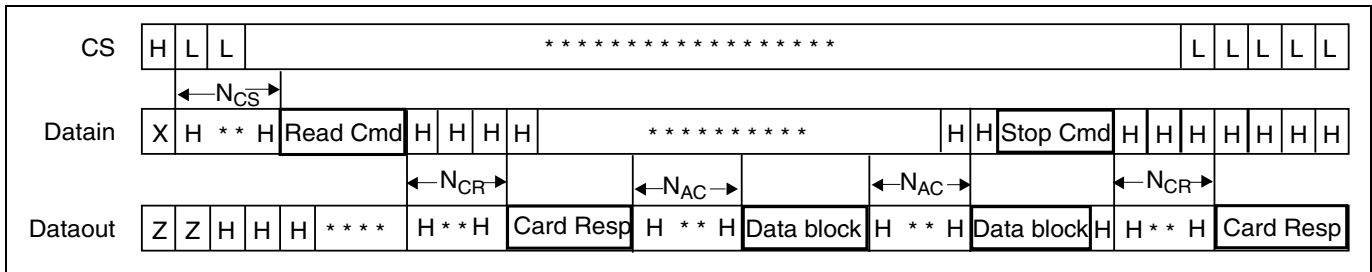 CS H L L * * * * * * * * * * * * * * * * * * L L L L L
N_CS
Datain X H * * H Read Cmd H H H H * * * * * * * * * * H H Stop Cmd H H H H H H H
N_CR N_AC N_AC N_CR
Dataout Z Z H H H * * * * H * * H Card Resp H * * H Data block H * * H Data block H H * * H Card Resp